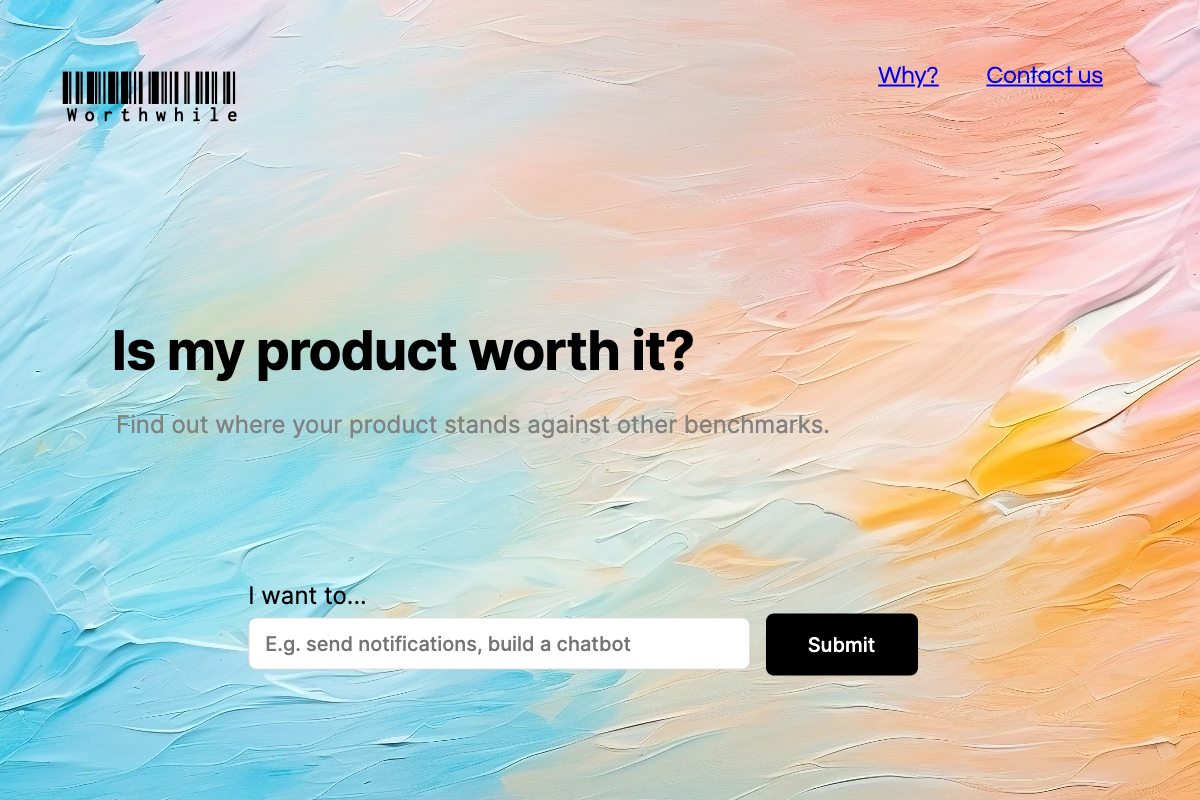 Worthwhile
Why?
Contact us
Is my product worth it?
Find out where your product stands against other benchmarks.
I want to...
E.g. send notifications, build a chatbot
Submit